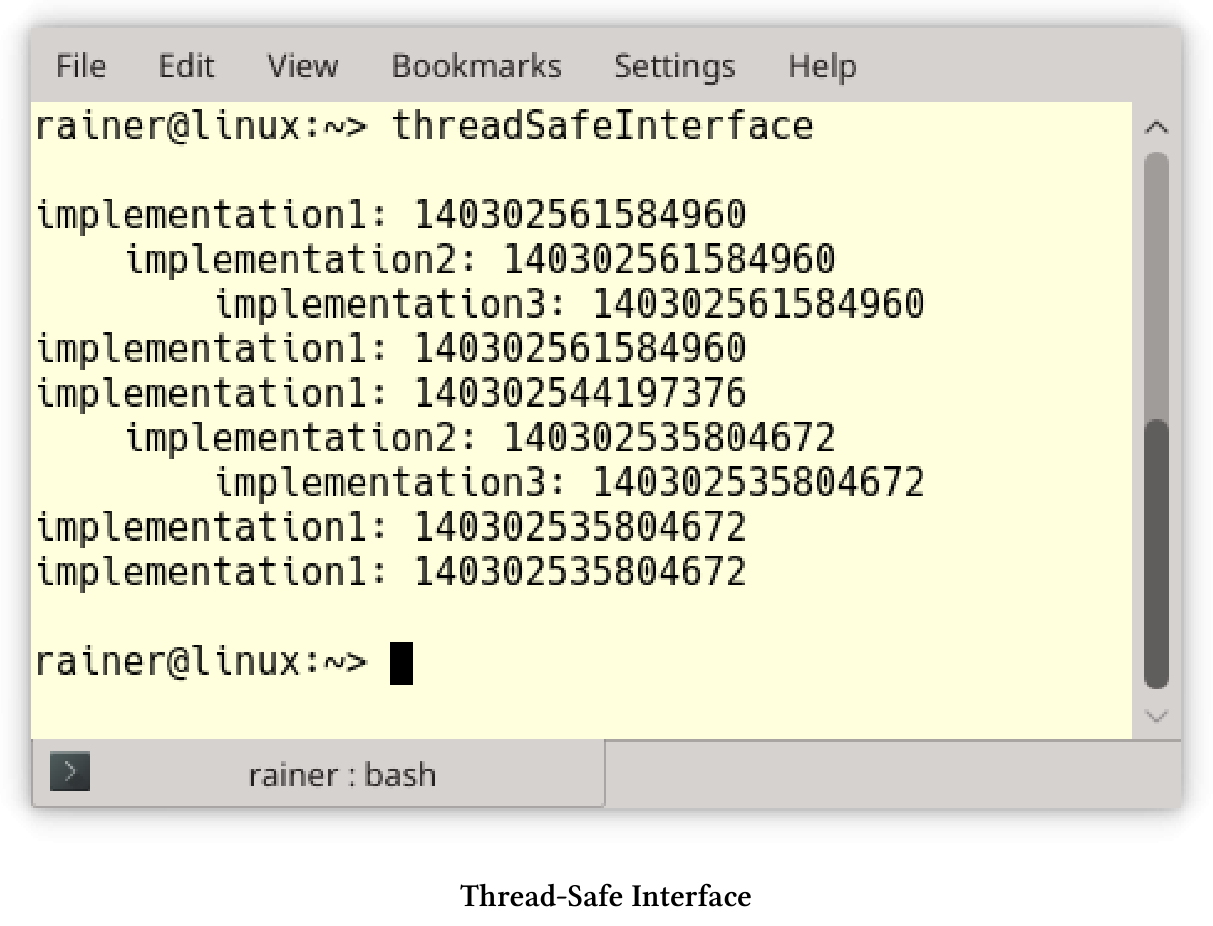 File Edit View Bookmarks Settings Help
rainer@linux:~> threadSafeInterface
implementation1: 140302561584960
implementation2: 140302561584960
implementation3: 140302561584960
implementation1: 140302561584960
implementation1: 140302544197376
implementation2: 140302535804672
implementation3: 140302535804672
implementation1: 140302535804672
implementation1: 140302535804672
rainer@linux:~>
rainer : bash
Thread-Safe Interface